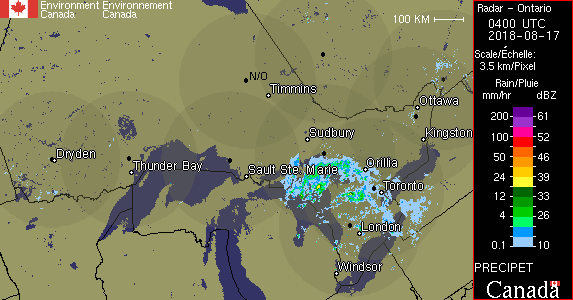 Environment Environnement
Canada Canada
Radar - Ontario
0400 UTC
2018-08-17
100 KM
Scale/Échelle:
3.5 km/Pixel
Rain/Pluie
mm/hr dBZ
200 61
100 52
50 46
24 39
12 33
4 26
1 18
0.1 10
PRECIPET
Canada
N/O
Timmins
Ottawa
Sudbury
Kingston
Dryden
Thunder Bay
Sault Ste. Marie
Orillia
Toronto
London
Windsor